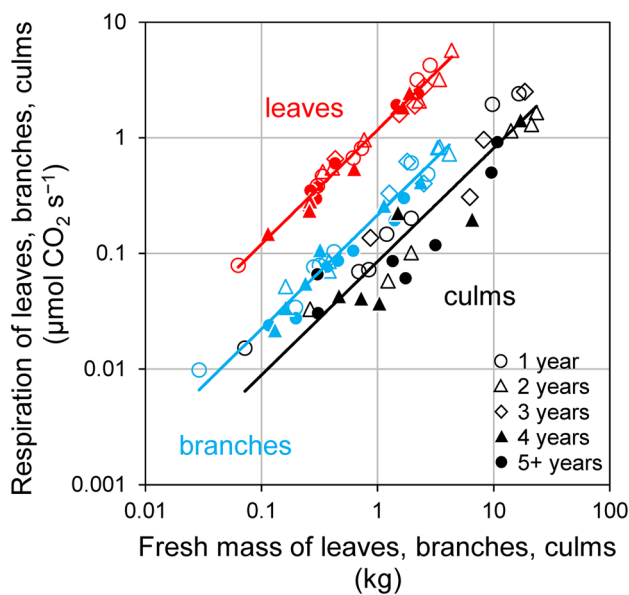 Respiration of leaves, branches, culms
(μmol CO₂ s⁻¹)
10
1
0.1
0.01
0.001
leaves
culms
branches
1 year
2 years
3 years
4 years
5+ years
0.01
0.1
1
10
100
Fresh mass of leaves, branches, culms
(kg)